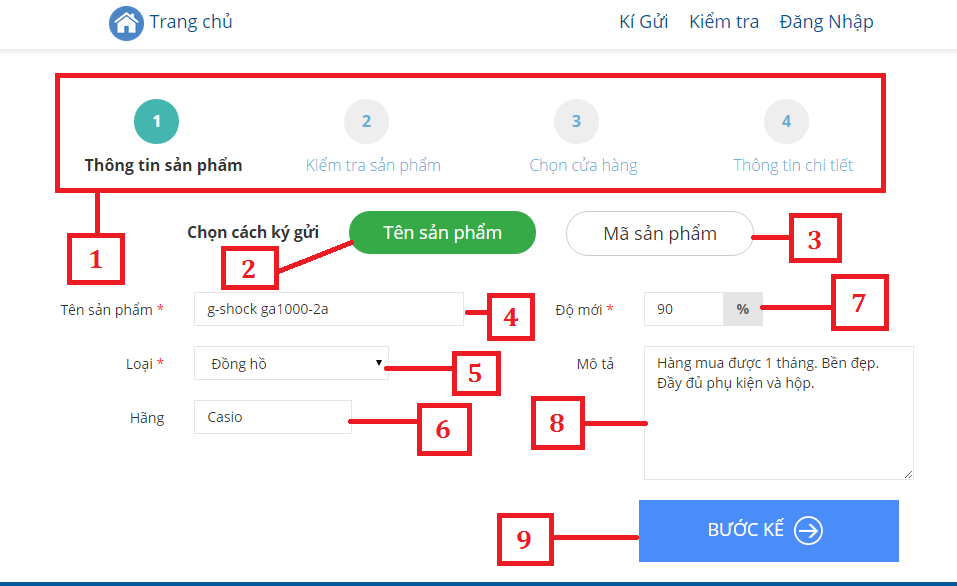 Trang chủ Kí Gửi Kiểm tra Đăng Nhập
1 2 3 4
Thông tin sản phẩm Kiểm tra sản phẩm Chọn cửa hàng Thông tin chi tiết
1
Chọn cách ký gửi Tên sản phẩm Mã sản phẩm 3
2
Tên sản phẩm * g-shock ga1000-2a 4 Độ mới * 90 % 7
Loại * Đồng hồ 5 Mô tả Hàng mua được 1 tháng. Bền đẹp.
Đầy đủ phụ kiện và hộp.
Hãng Casio 6 8
9 BƯỚC KẾ